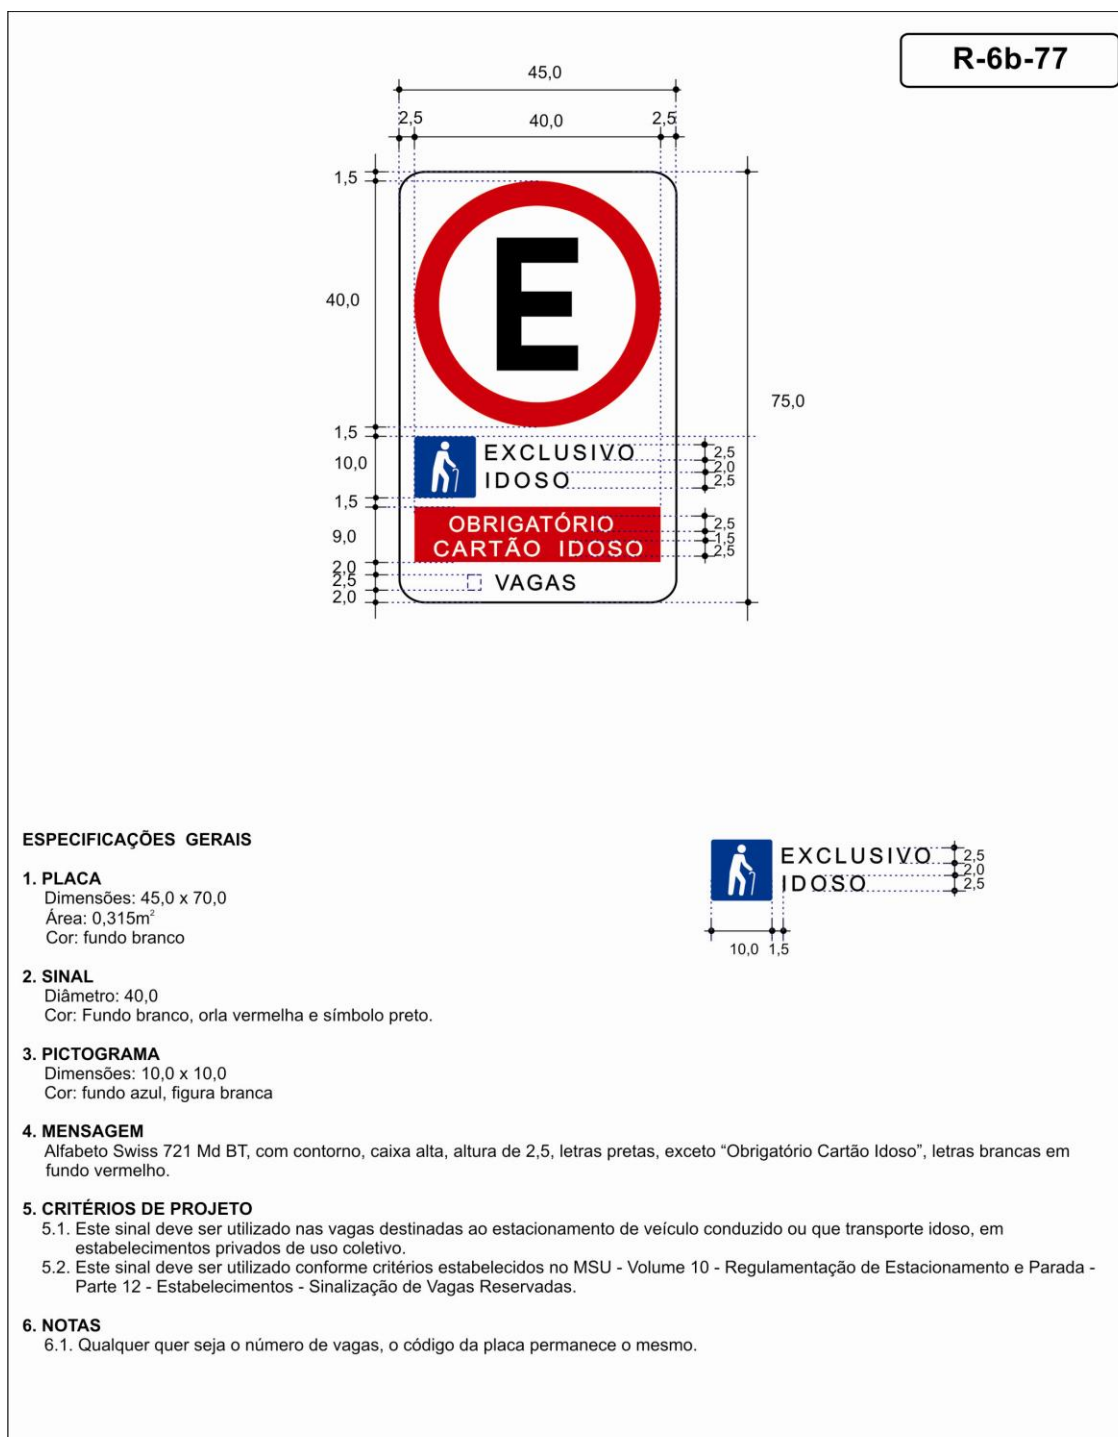 R-6b-77
45,0
2,5 40,0 2,5
1,5
E
40,0
75,0
1,5
EXCLUSIVO 2,5
10,0 2,0
IDOSO 2,5
1,5
OBRIGATÓRIO 2,5
9,0 1,5
CARTÃO IDOSO 2,5
2,0
2,5 VAGAS
2,0
ESPECIFICAÇÕES GERAIS
EXCLUSIVO 2,5
2,0
IDOSO 2,5
10,0 1,5
1. PLACA
Dimensões: 45,0 x 70,0
Área: 0,315m²
Cor: fundo branco
2. SINAL
Diâmetro: 40,0
Cor: Fundo branco, orla vermelha e símbolo preto.
3. PICTOGRAMA
Dimensões: 10,0 x 10,0
Cor: fundo azul, figura branca
4. MENSAGEM
Alfabeto Swiss 721 Md BT, com contorno, caixa alta, altura de 2,5, letras pretas, exceto “Obrigatório Cartão Idoso”, letras brancas em
fundo vermelho.
5. CRITÉRIOS DE PROJETO
5.1. Este sinal deve ser utilizado nas vagas destinadas ao estacionamento de veículo conduzido ou que transporte idoso, em
estabelecimentos privados de uso coletivo.
5.2. Este sinal deve ser utilizado conforme critérios estabelecidos no MSU - Volume 10 - Regulamentação de Estacionamento e Parada -
Parte 12 - Estabelecimentos - Sinalização de Vagas Reservadas.
6. NOTAS
6.1. Qualquer quer seja o número de vagas, o código da placa permanece o mesmo.